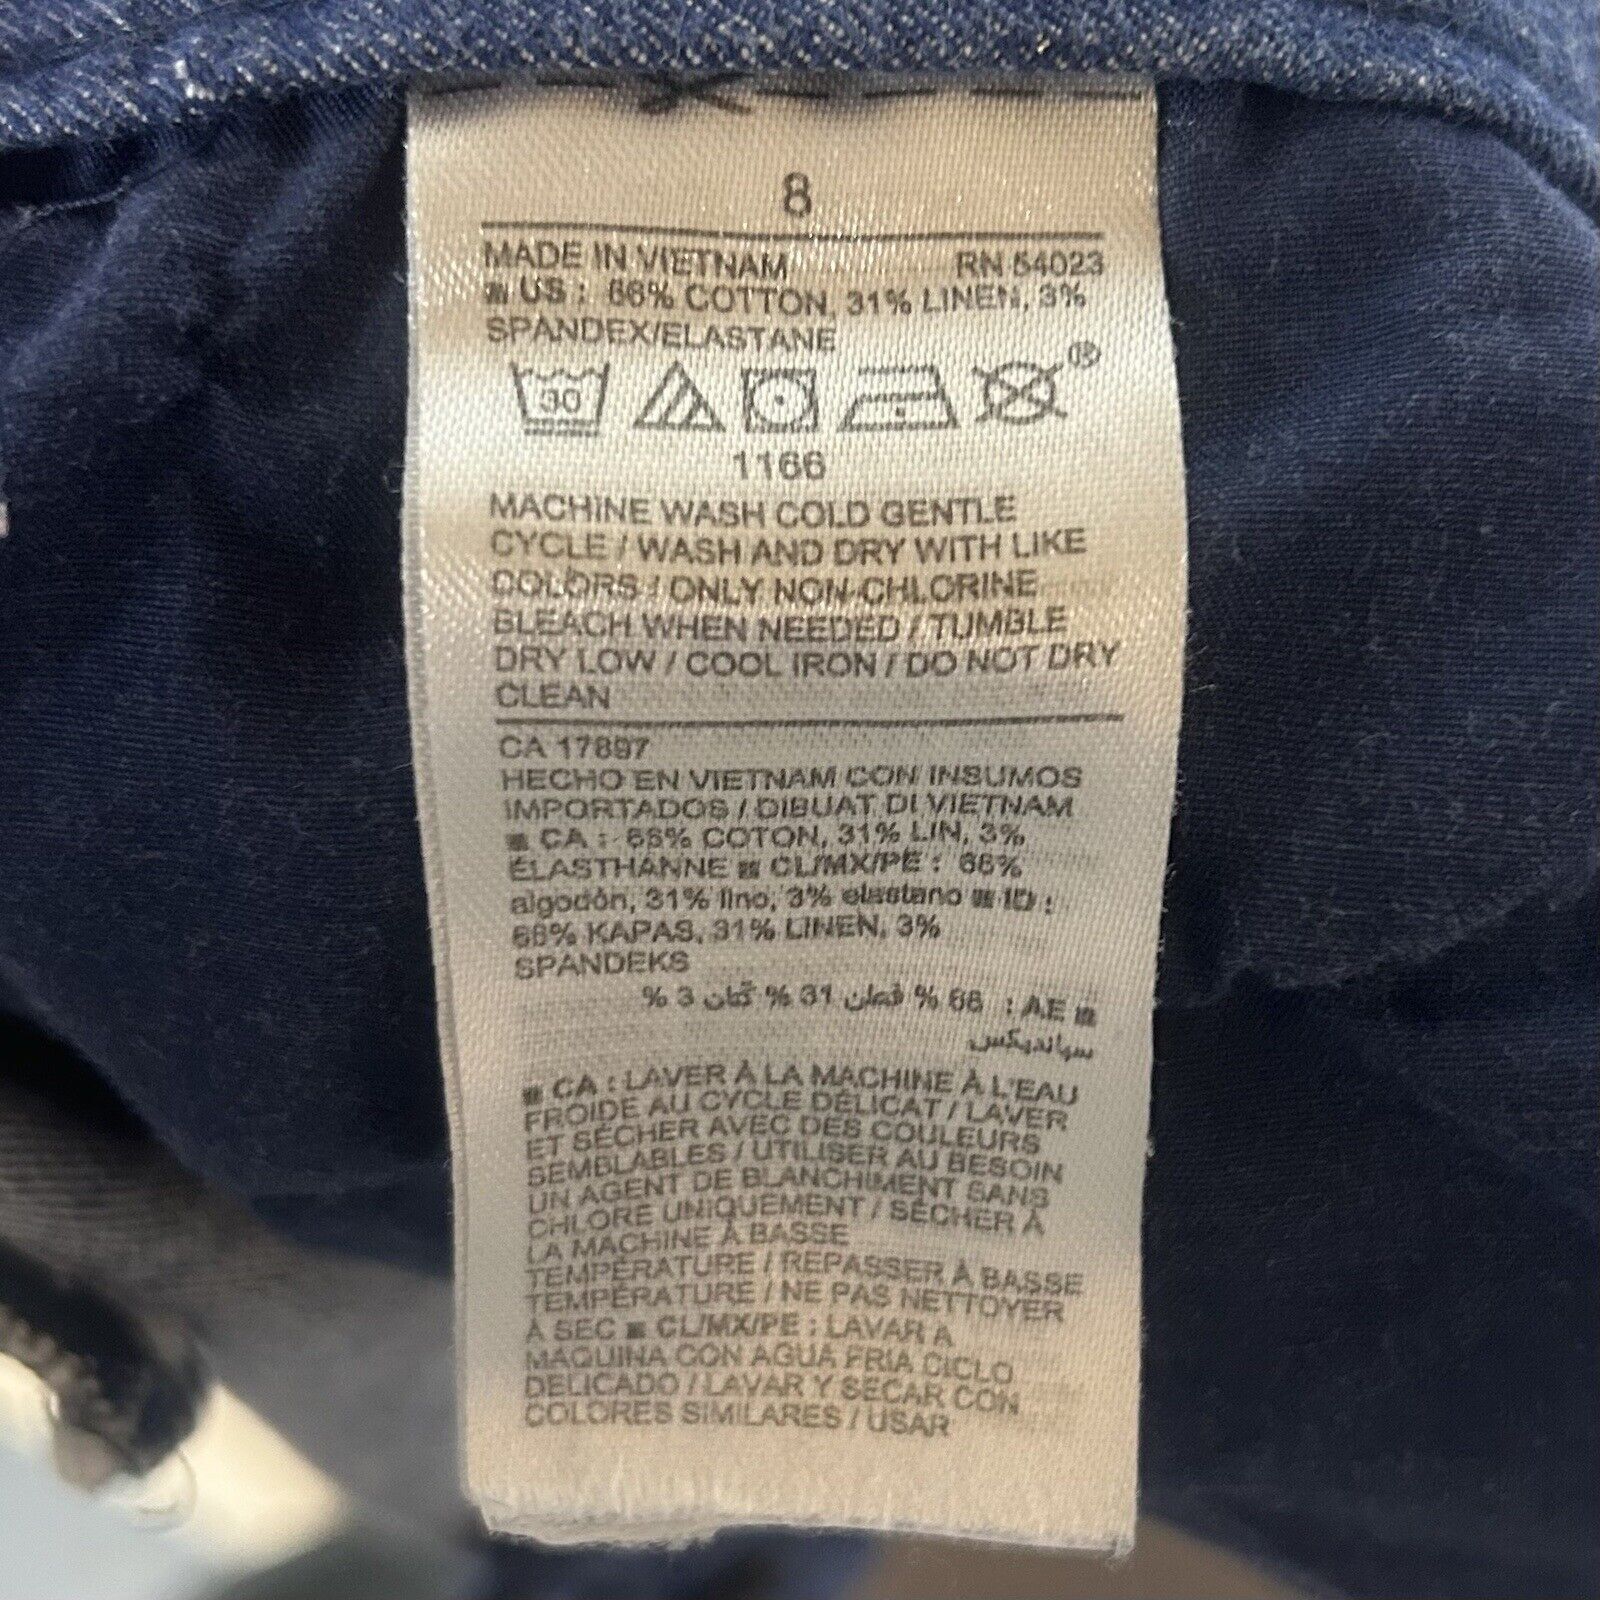 8
MADE IN VIETNAM RN 54023
US : 66% COTTON, 31% LINEN, 3%
SPANDEX/ELASTANE
30
®
1166
MACHINE WASH COLD GENTLE
CYCLE / WASH AND DRY WITH LIKE
COLORS / ONLY NON-CHLORINE
BLEACH WHEN NEEDED / TUMBLE
DRY LOW / COOL IRON / DO NOT DRY
CLEAN
CA 17897
HECHO EN VIETNAM CON INSUMOS
IMPORTADOS / DIBUAT DI VIETNAM
CA : 66% COTON, 31% LIN, 3%
ÉLASTHANNE CL/MX/PE : 66%
algodón, 31% lino, 3% elastano ID :
66% KAPAS, 31% LINEN, 3%
SPANDEKS
AE : 66 % قطن 31 % كتان 3 %
سباندیکس
CA : LAVER À LA MACHINE À L'EAU
FROIDE AU CYCLE DÉLICAT / LAVER
ET SÉCHER AVEC DES COULEURS
SEMBLABLES / UTILISER AU BESOIN
UN AGENT DE BLANCHIMENT SANS
CHLORE UNIQUEMENT / SÉCHER À
LA MACHINE À BASSE
TEMPÉRATURE / REPASSER À BASSE
TEMPÉRATURE / NE PAS NETTOYER
À SEC CL/MX/PE : LAVAR A
MAQUINA CON AGUA FRIA CICLO
DELICADO / LAVAR Y SECAR CON
COLORES SIMILARES / USAR